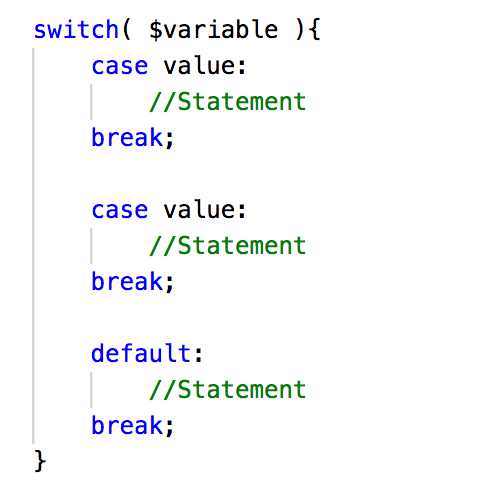 switch( $variable ){
    case value:
        //Statement
    break;

    case value:
        //Statement
    break;

    default:
        //Statement
    break;
}